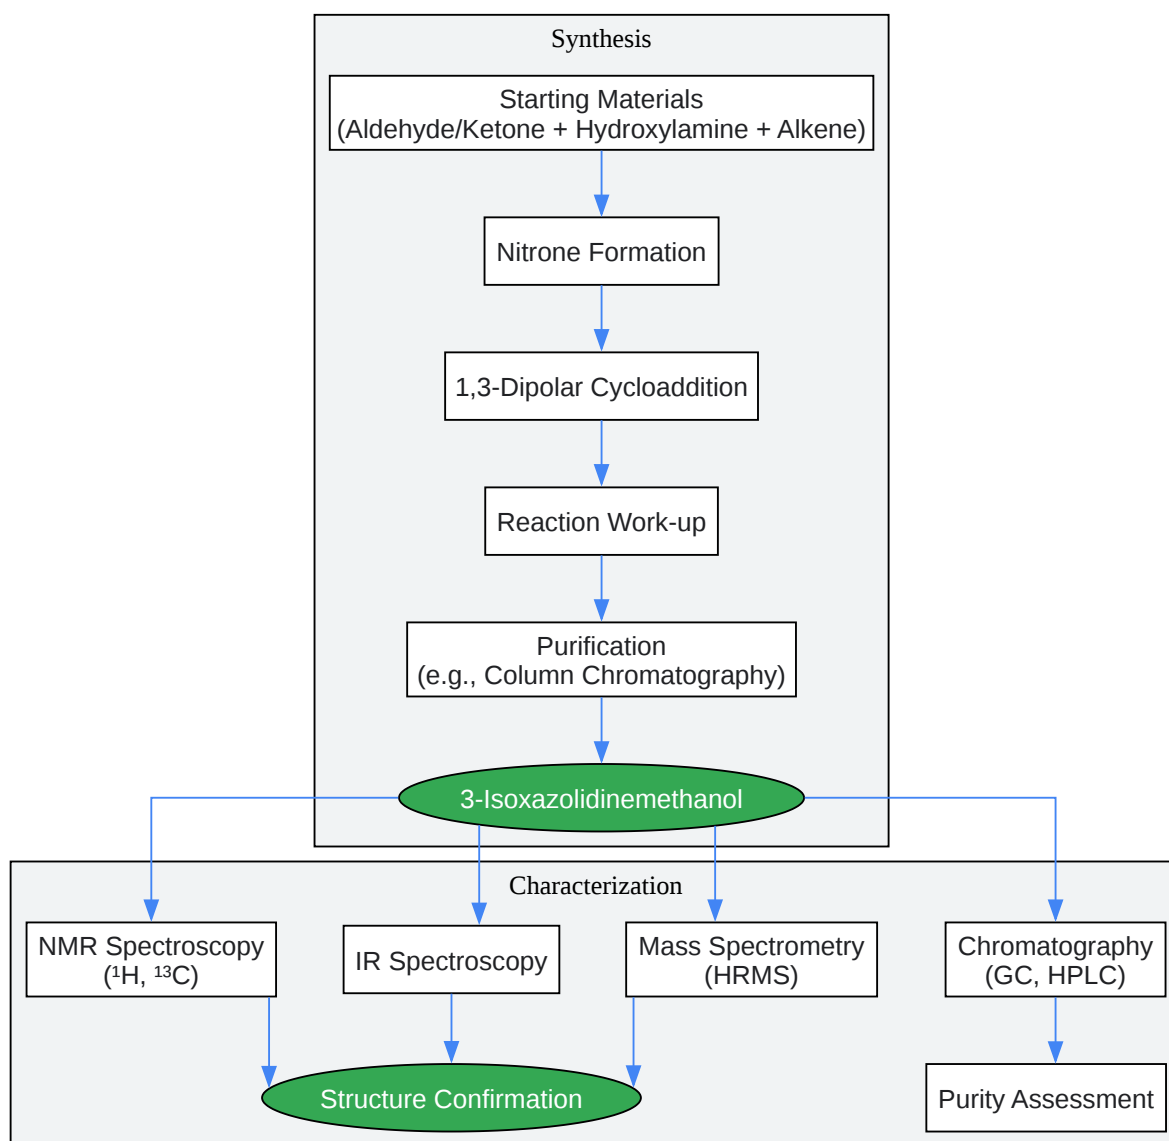 Synthesis
Starting Materials
(Aldehyde/Ketone + Hydroxylamine + Alkene)
Nitrone Formation
1,3-Dipolar Cycloaddition
Reaction Work-up
Purification
(e.g., Column Chromatography)
3-Isoxazolidinemethanol
Characterization
NMR Spectroscopy
(¹H, ¹³C)
IR Spectroscopy
Mass Spectrometry
(HRMS)
Chromatography
(GC, HPLC)
Structure Confirmation
Purity Assessment